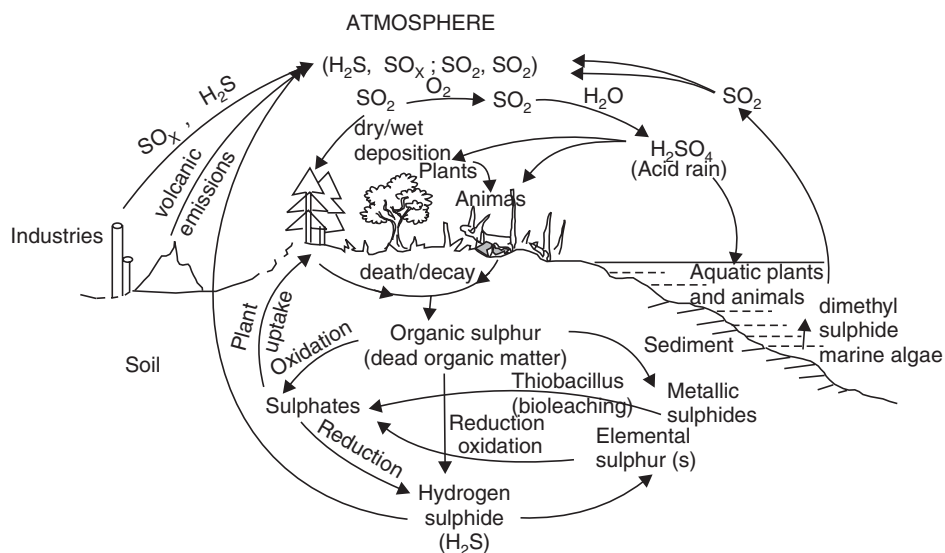 ATMOSPHERE
(H₂S, SOₓ ; SO₂, SO₂)
SOₓ , H₂S
SO₂
O₂
SO₂
H₂O
SO₂
dry/wet
deposition
Plants
Animas
H₂SO₄
(Acid rain)
volcanic
emissions
Industries
death/decay
Aquatic plants
and animals
dimethyl
sulphide
marine algae
Sediment
Soil
Plant
uptake
Oxidation
Organic sulphur
(dead organic matter)
Thiobacillus
(bioleaching)
Metallic
sulphides
Sulphates
Reduction
Reduction
oxidation
Elemental
sulphur (s)
Hydrogen
sulphide
(H₂S)